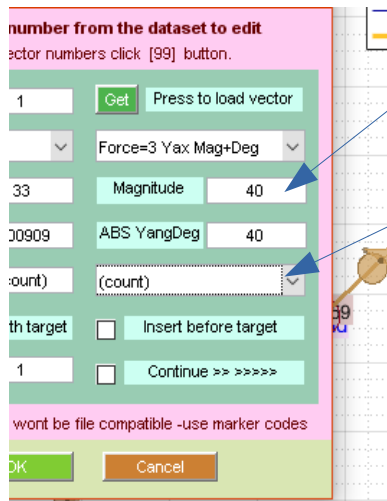 number from the dataset to edit
ector numbers click [99] button.
1 Get Press to load vector
Force=3 Yax Mag+Deg
33 Magnitude 40
00909 ABS YangDeg 40
count) (count)
th target Insert before target
1 Continue >> >>>>>
wont be file compatible -use marker codes
OK Cancel